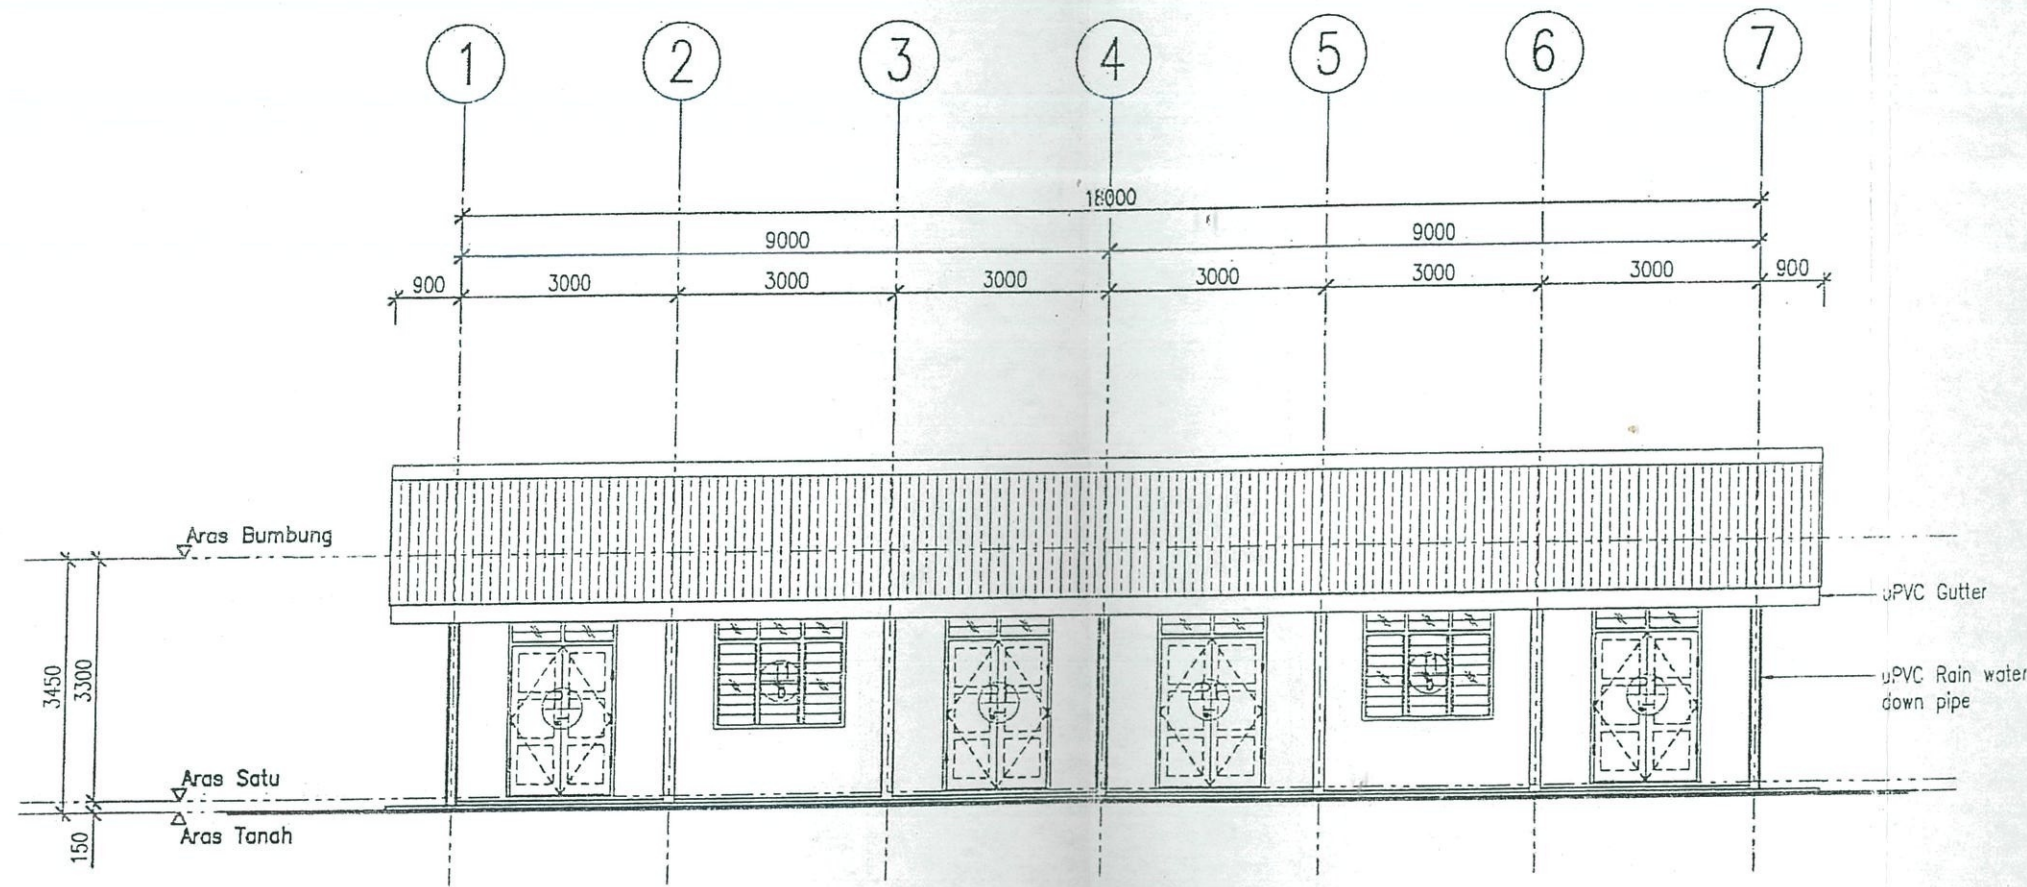 1 2 3 4 5 6 7
18000
9000 9000
900 3000 3000 3000 3000 3000 3000 900
Aras Bumbung
uPVC Gutter
3450 3300
uPVC Rain water
down pipe
Aras Satu
Aras Tanah
150